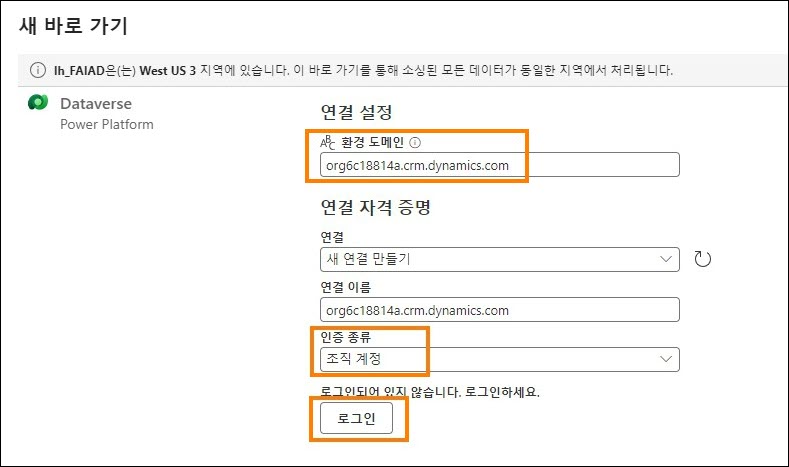 새 바로 가기
lh_FAIAD은(는) West US 3 지역에 있습니다. 이 바로 가기를 통해 소싱된 모든 데이터가 동일한 지역에서 처리됩니다.
Dataverse
Power Platform
연결 설정
ABC 환경 도메인
org6c18814a.crm.dynamics.com
연결 자격 증명
연결
새 연결 만들기
연결 이름
org6c18814a.crm.dynamics.com
인증 종류
조직 계정
로그인되어 있지 않습니다. 로그인하세요.
로그인